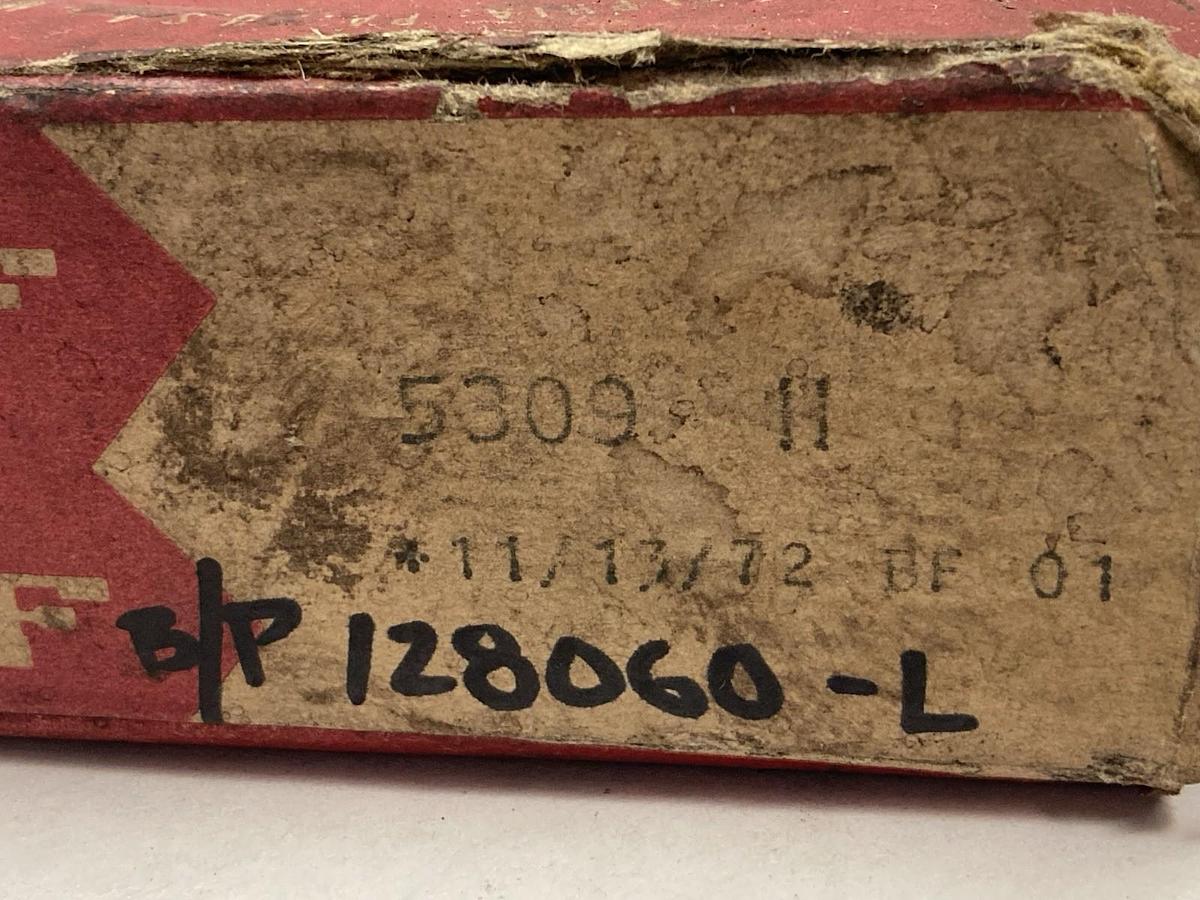 5309 H
*11/13/72 BF 01
B/P 128060-L